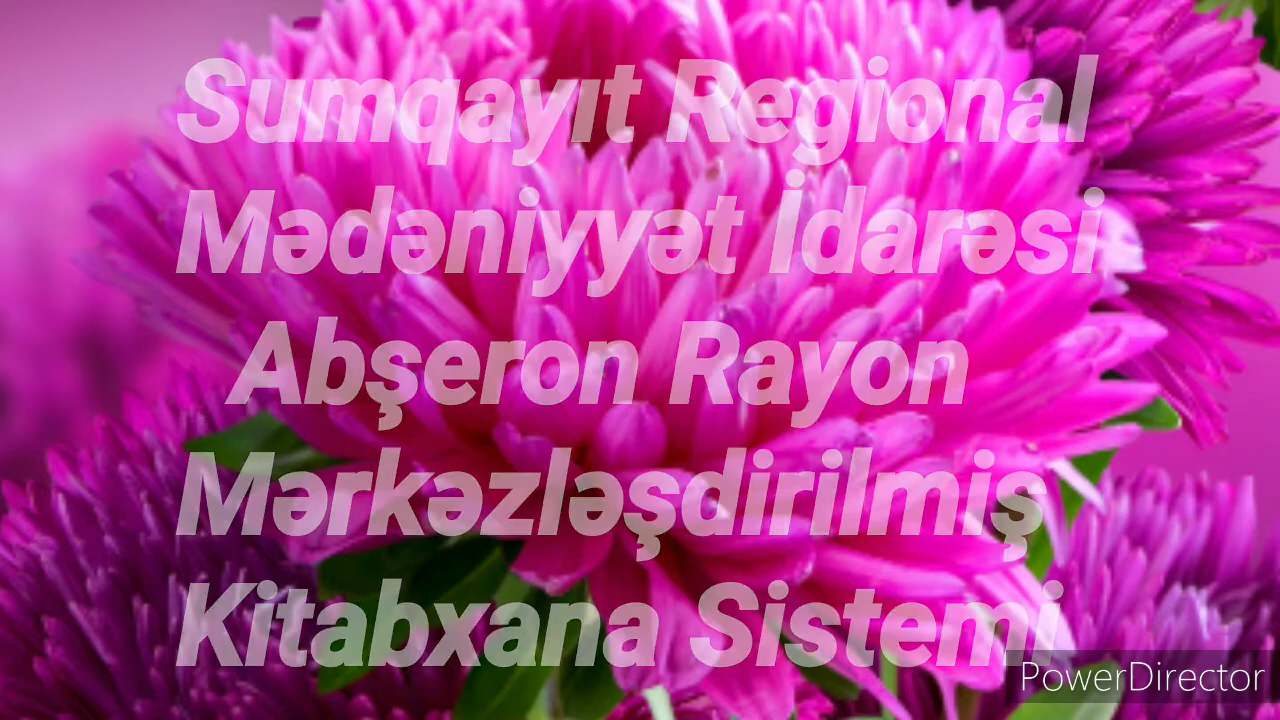 Sumqayıt Regional
Mədəniyyət İdarəsi
Abşeron Rayon
Mərkəzləşdirilmiş
Kitabxana Sistemi
PowerDirector